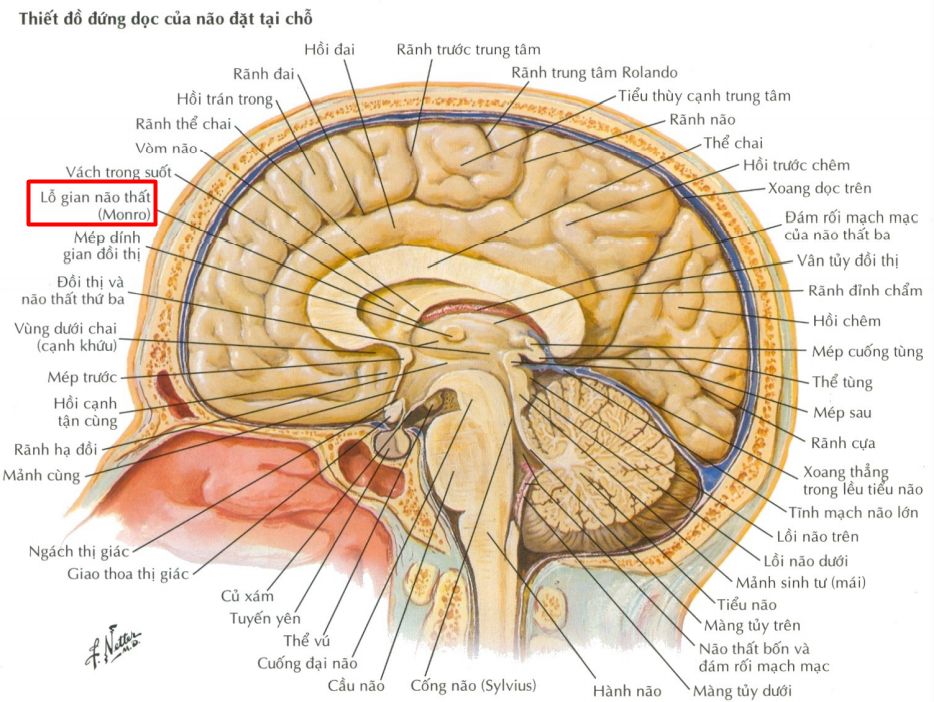 Thiết đồ đứng dọc của não đặt tại chỗ
Hồi đai
Rãnh đai
Hồi trán trong
Rãnh thể chai
Vòm não
Vách trong suốt
Lỗ gian não thất
(Monro)
Mép dính
gian đồi thị
Đồi thị và
não thất thứ ba
Vùng dưới chai
(cạnh khứu)
Mép trước
Hồi cạnh
tận cùng
Rãnh hạ đồi
Mảnh cùng
Ngách thị giác
Giao thoa thị giác
Củ xám
Tuyến yên
Thể vú
Cuống đại não
Cầu não
Cống não (Sylvius)
Rãnh trước trung tâm
Rãnh trung tâm Rolando
Tiểu thùy cạnh trung tâm
Rãnh não
Thể chai
Hồi trước chêm
Xoang dọc trên
Đám rối mạch mạc
của não thất ba
Vân tủy đồi thị
Rãnh đỉnh chẩm
Hồi chêm
Mép cuống tùng
Thể tùng
Mép sau
Rãnh cựa
Xoang thẳng
trong lều tiểu não
Tĩnh mạch não lớn
Lồi não trên
Lồi não dưới
Mảnh sinh tư (mái)
Tiểu não
Màng tủy trên
Não thất bốn và
đám rối mạch mạc
Màng tủy dưới
Hành não
F. Netter
M.D.